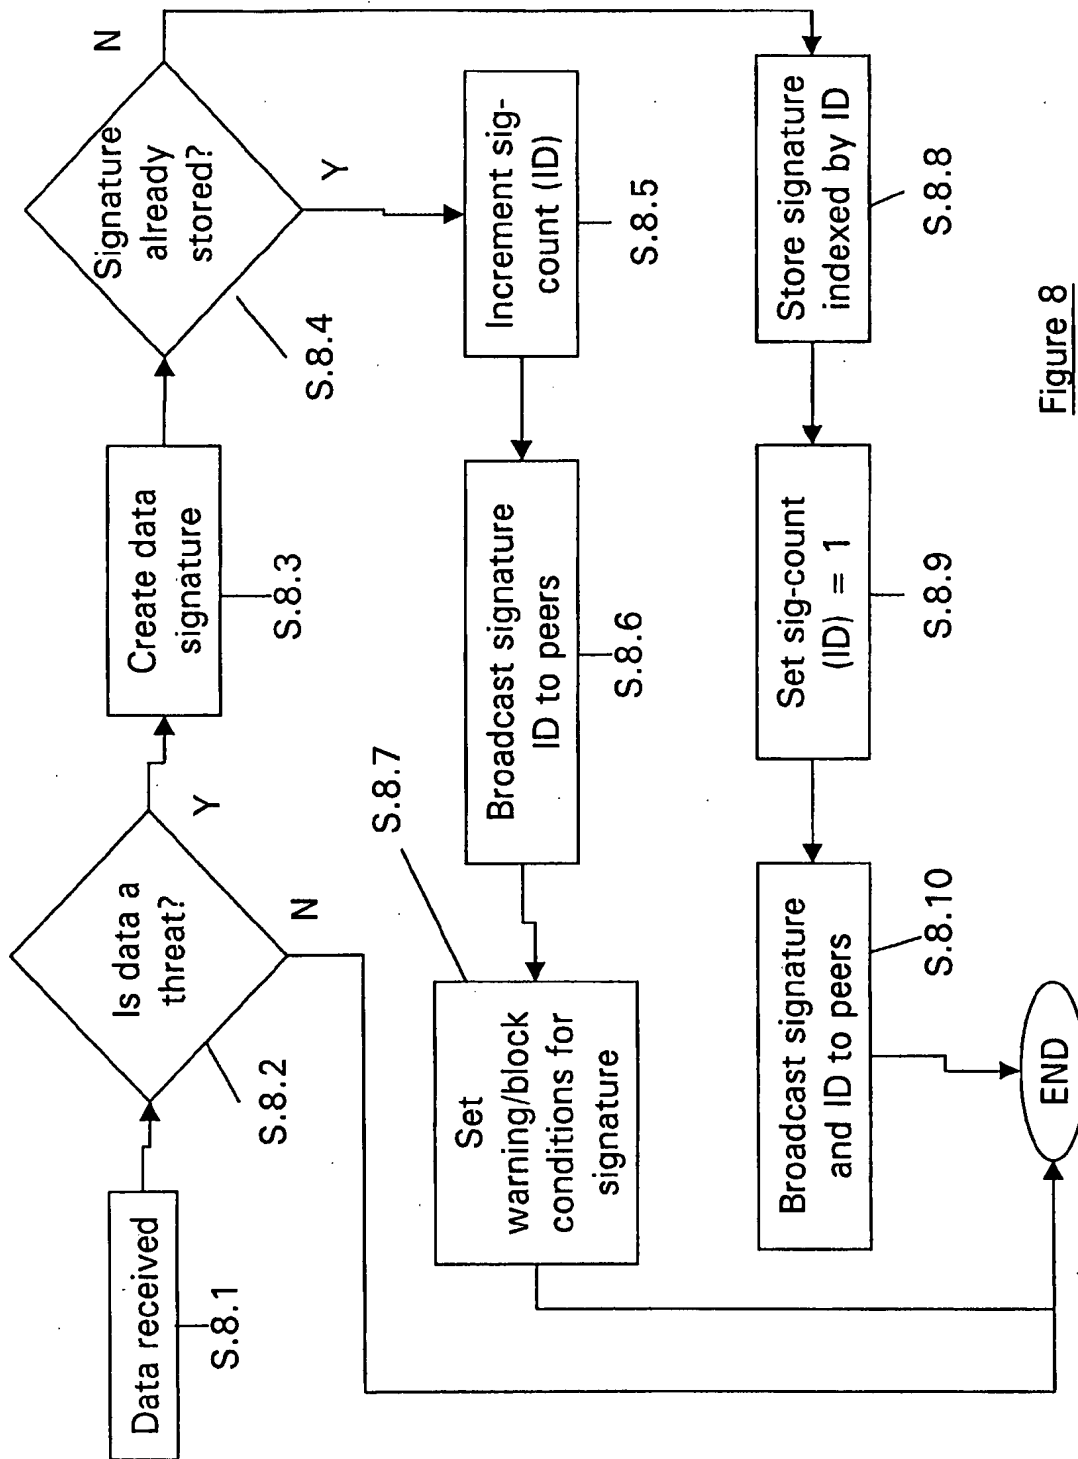 Data received
S.8.1
Is data a
threat?
S.8.2
Y
N
Create data
signature
S.8.3
Signature
already
stored?
S.8.4
N
Y
Increment sig-
count (ID)
S.8.5
Broadcast signature
ID to peers
S.8.6
Set
warning/block
conditions for
signature
S.8.7
Store signature
indexed by ID
S.8.8
Set sig-count
(ID) = 1
S.8.9
Broadcast signature
and ID to peers
S.8.10
END
Figure 8